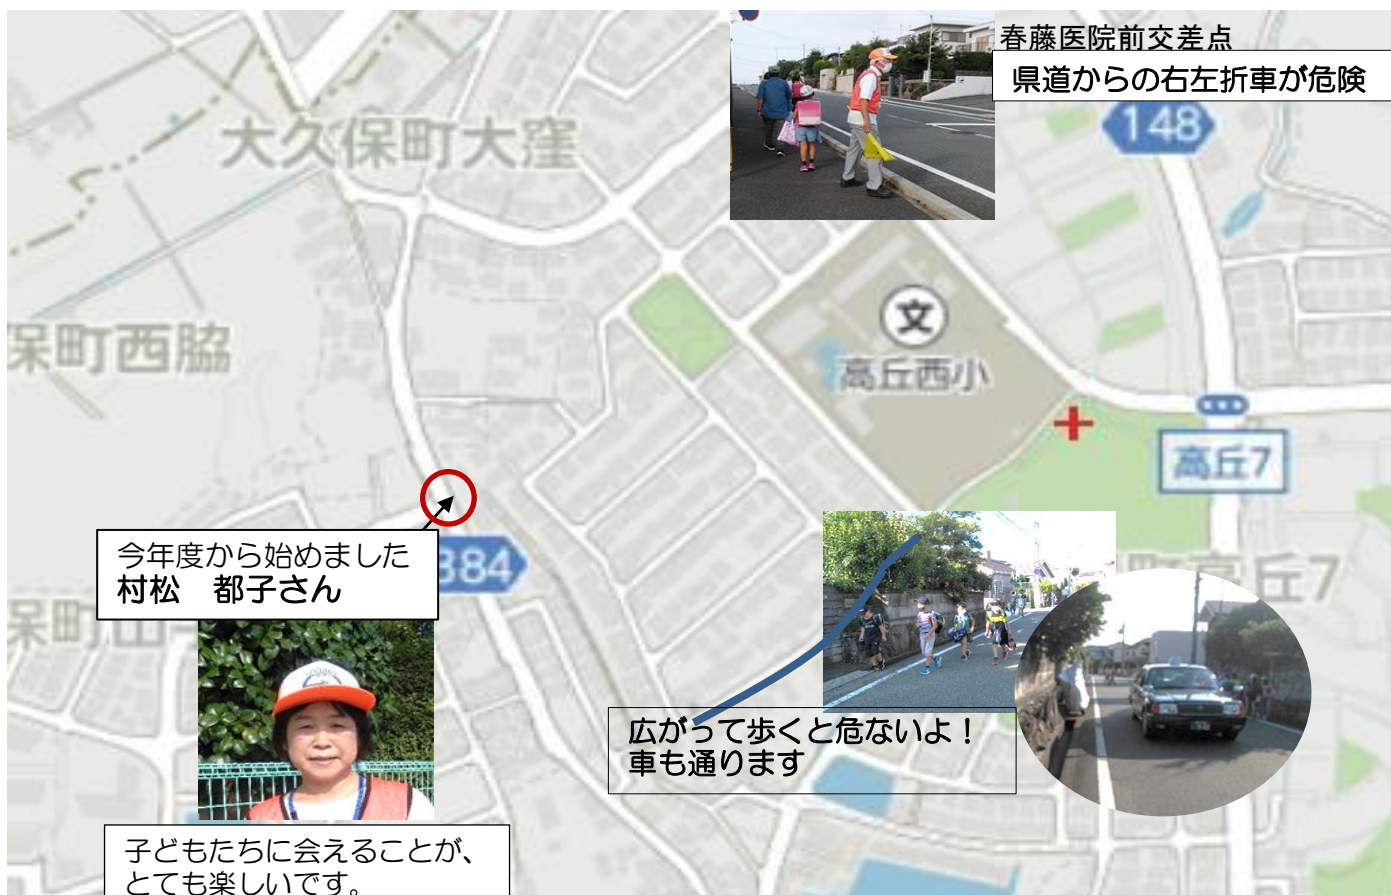 春藤医院前交差点
県道からの右左折車が危険
148
大久保町大窪
保町西脇
文
高丘西小
高丘7
今年度から始めました
村松　都子さん
384
丘7
広がって歩くと危ないよ！
車も通ります
子どもたちに会えることが、
とても楽しいです。